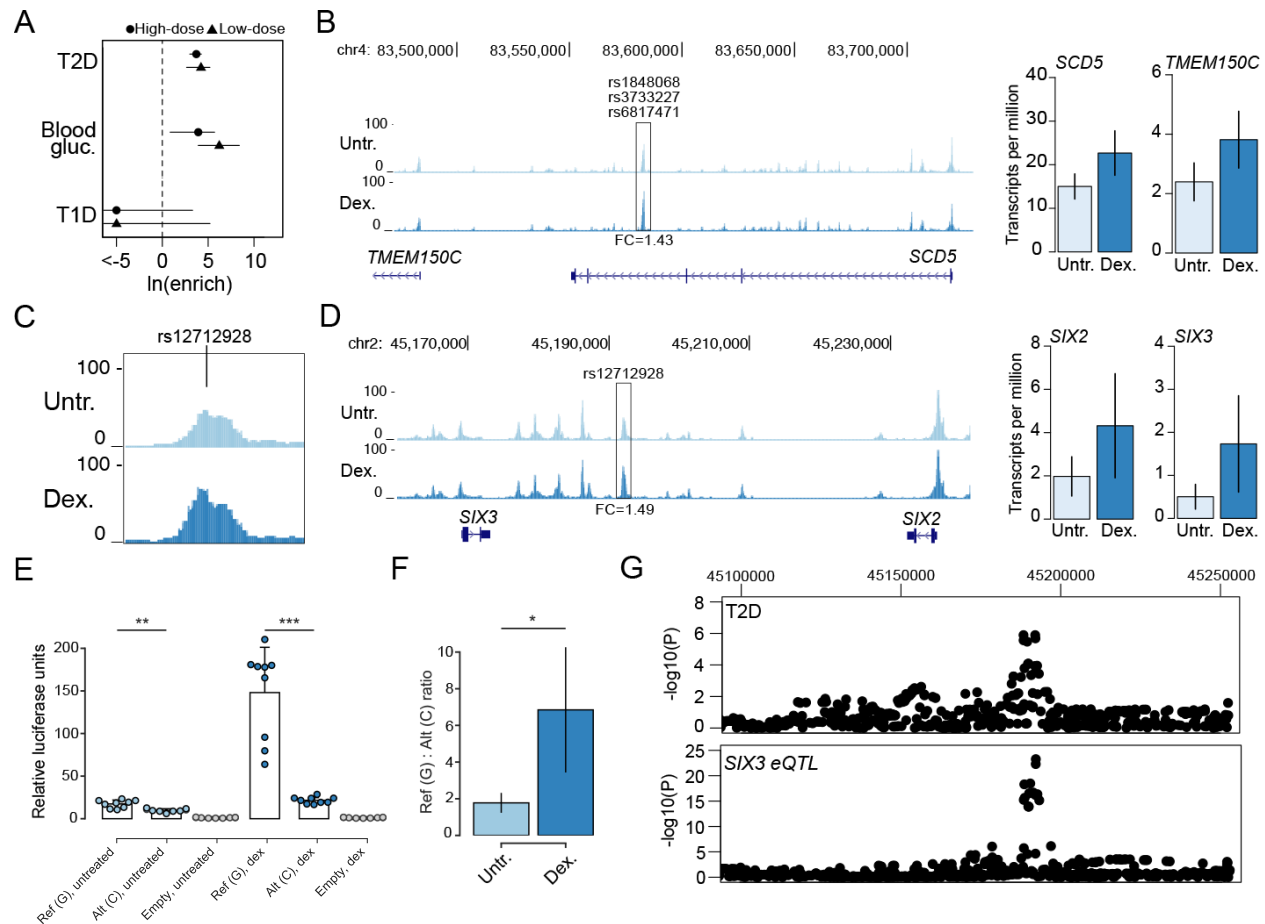 A
High-dose Low-dose
T2D
Blood gluc.
T1D
<-5 0 5 10
ln(enrich)
B
chr4: 83,500,000 83,550,000 83,600,000 83,650,000 83,700,000
rs1848068
rs3733227
rs6817471
100
Untr.
0
100
Dex.
0
FC=1.43
TMEM150C SCD5
SCD5
Transcripts per million
40
30
20
10
0
Untr. Dex.
TMEM150C
6
4
2
0
Untr. Dex.
C
rs12712928
100
Untr.
0
100
Dex.
0
D
chr2: 45,170,000 45,190,000 45,210,000 45,230,000
rs12712928
100
Untr.
0
100
Dex.
0
FC=1.49
SIX3 SIX2
SIX2
Transcripts per million
8
6
4
2
0
Untr. Dex.
SIX3
4
3
2
1
0
Untr. Dex.
E
** ***
Relative luciferase units
200
150
100
50
0
Ref (G), untreated
Alt (C), untreated
Empty, untreated
Ref (G), dex
Alt (C), dex
Empty, dex
F
*
Ref (G) : Alt (C) ratio
10
8
6
4
2
0
Untr. Dex.
G
45100000 45150000 45200000 45250000
T2D
-log10(P)
8
6
4
2
0
SIX3 eQTL
-log10(P)
25
20
15
10
5
0